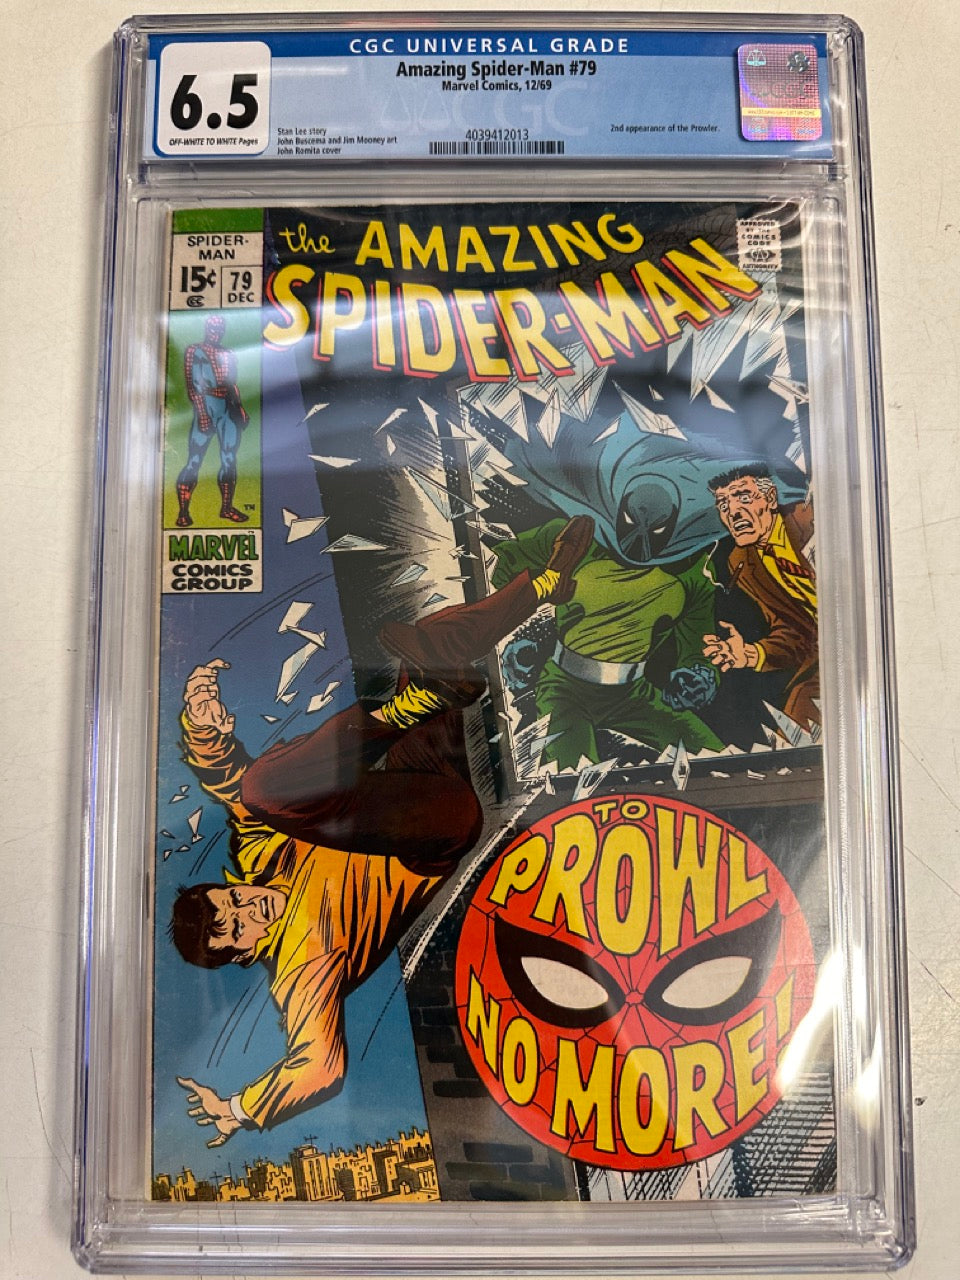 CGC UNIVERSAL GRADE
6.5
OFF-WHITE TO WHITE Pages
Amazing Spider-Man #79
Marvel Comics, 12/69
Stan Lee story
John Buscema and Jim Mooney art
John Romita cover
4039412013
2nd appearance of the Prowler.
CGC
SPIDER-
MAN
15¢
79
DEC
CC
the AMAZING
SPIDER-MAN
APPROVED
BY THE
COMICS
CODE
AUTHORITY
TM
MARVEL
COMICS
GROUP
TO
PROWL
NO MORE!